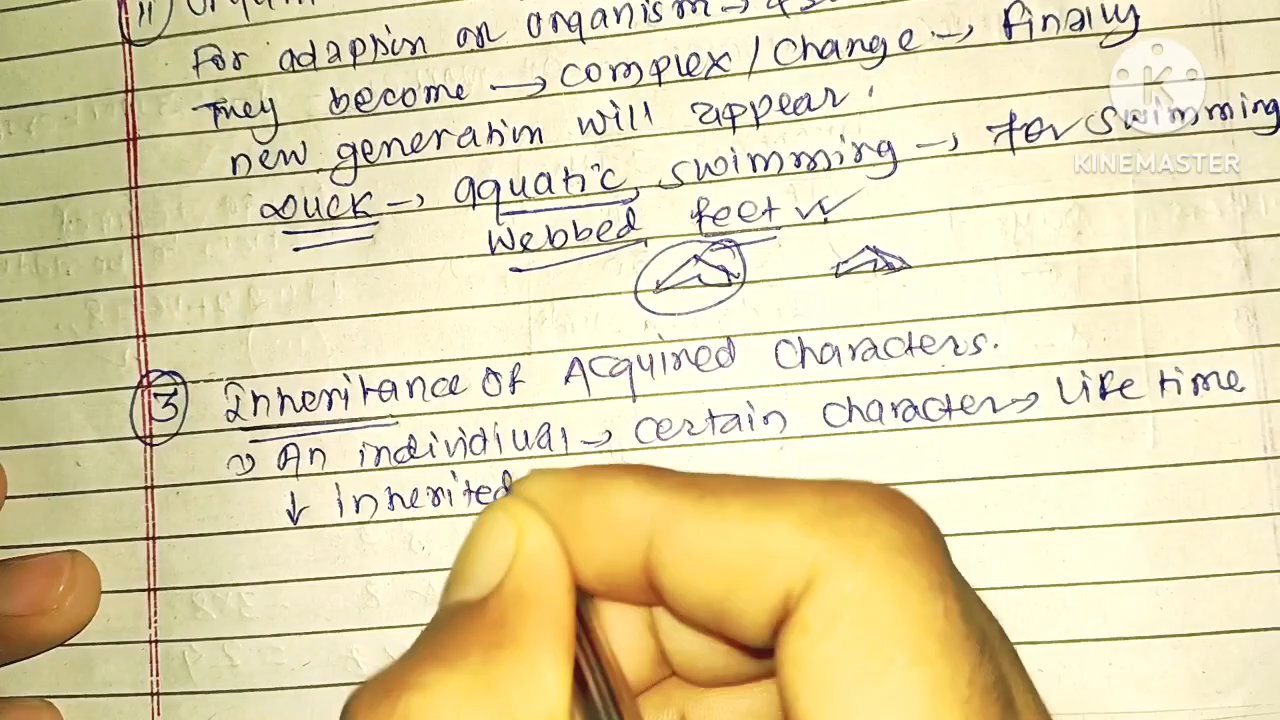 For adaption an organism →
They become → complex / change → Finally
new generation will appear.
Duck → aquatic, swimming → for swimming
Webbed feet
3 Inheritance OF Acquired characters.
i) An individual → certain character → Life time
↓ inherited
K
KINEMASTER